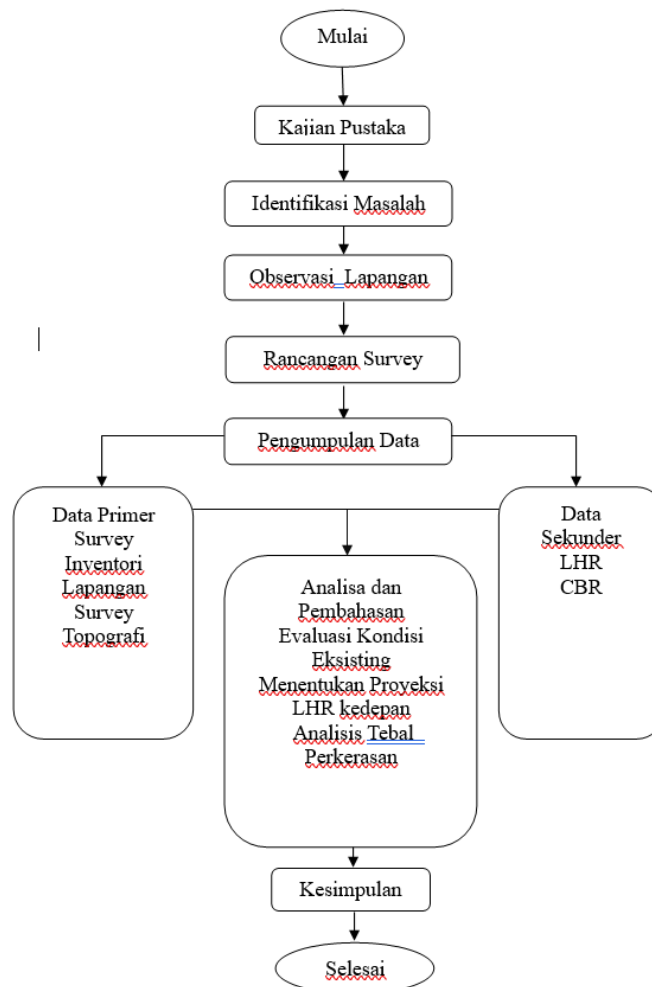 Mulai
Kajian Pustaka
Identifikasi Masalah
Observasi Lapangan
Rancangan Survey
Pengumpulan Data
Data Primer
Survey
Inventori
Lapangan
Survey
Topografi
Analisa dan
Pembahasan
Evaluasi Kondisi
Eksisting
Menentukan Proyeksi
LHR kedepan
Analisis Tebal
Perkerasan
Data
Sekunder
LHR
CBR
Kesimpulan
Selesai